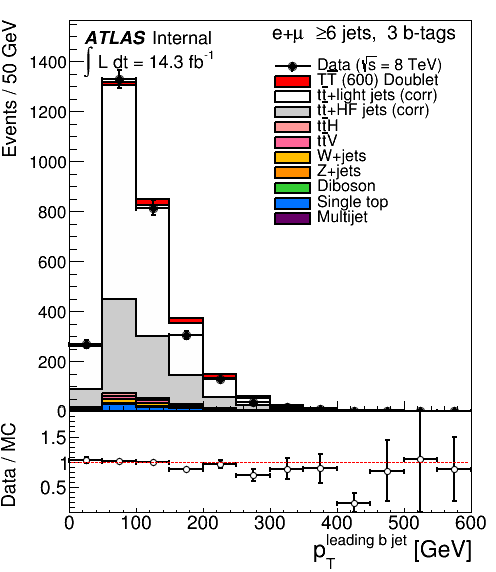 ATLAS Internal
∫ L dt = 14.3 fb⁻¹
e+μ ≥6 jets, 3 b-tags
Data (√s = 8 TeV)
TT̅ (600) Doublet
tt̅+light jets (corr)
tt̅+HF jets (corr)
tt̅H
tt̅V
W+jets
Z+jets
Diboson
Single top
Multijet
Events / 50 GeV
1400
1200
1000
800
600
400
200
0
Data / MC
1.5
1
0.5
0 100 200 300 400 500 600
p_T^leading b jet [GeV]